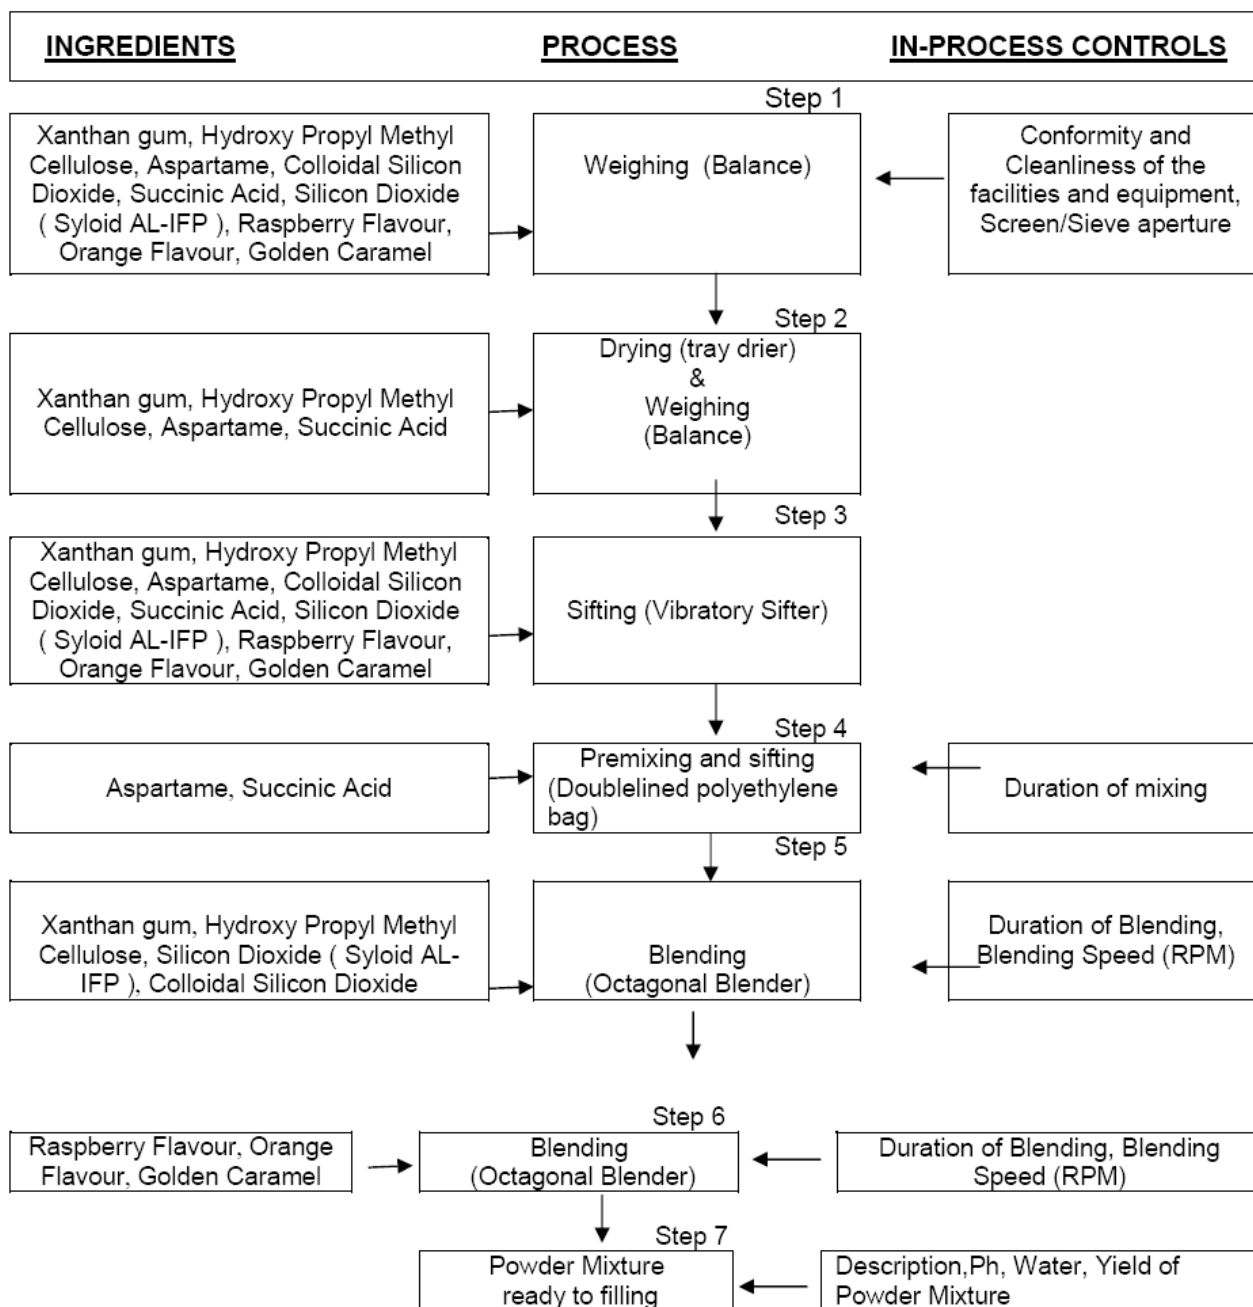 INGREDIENTS PROCESS IN-PROCESS CONTROLS
Step 1
Xanthan gum, Hydroxy Propyl Methyl
Cellulose, Aspartame, Colloidal Silicon
Dioxide, Succinic Acid, Silicon Dioxide
( Syloid AL-IFP ), Raspberry Flavour,
Orange Flavour, Golden Caramel
Weighing (Balance)
Conformity and
Cleanliness of the
facilities and equipment,
Screen/Sieve aperture
Step 2
Xanthan gum, Hydroxy Propyl Methyl
Cellulose, Aspartame, Succinic Acid
Drying (tray drier)
&
Weighing
(Balance)
Step 3
Xanthan gum, Hydroxy Propyl Methyl
Cellulose, Aspartame, Colloidal Silicon
Dioxide, Succinic Acid, Silicon Dioxide
( Syloid AL-IFP ), Raspberry Flavour,
Orange Flavour, Golden Caramel
Sifting (Vibratory Sifter)
Step 4
Aspartame, Succinic Acid
Premixing and sifting
(Doublelined polyethylene
bag)
Duration of mixing
Step 5
Xanthan gum, Hydroxy Propyl Methyl
Cellulose, Silicon Dioxide ( Syloid AL-
IFP ), Colloidal Silicon Dioxide
Blending
(Octagonal Blender)
Duration of Blending,
Blending Speed (RPM)
Step 6
Raspberry Flavour, Orange
Flavour, Golden Caramel
Blending
(Octagonal Blender)
Duration of Blending, Blending
Speed (RPM)
Step 7
Powder Mixture
ready to filling
Description,Ph, Water, Yield of
Powder Mixture